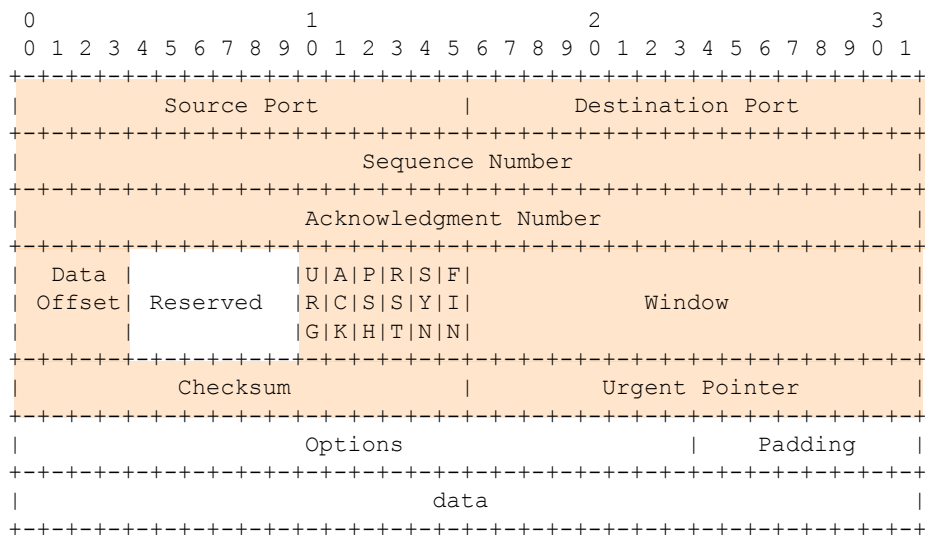 0                   1                   2                   3
 0 1 2 3 4 5 6 7 8 9 0 1 2 3 4 5 6 7 8 9 0 1 2 3 4 5 6 7 8 9 0 1
+-+-+-+-+-+-+-+-+-+-+-+-+-+-+-+-+-+-+-+-+-+-+-+-+-+-+-+-+-+-+-+-+
|          Source Port          |       Destination Port        |
+-+-+-+-+-+-+-+-+-+-+-+-+-+-+-+-+-+-+-+-+-+-+-+-+-+-+-+-+-+-+-+-+
|                        Sequence Number                        |
+-+-+-+-+-+-+-+-+-+-+-+-+-+-+-+-+-+-+-+-+-+-+-+-+-+-+-+-+-+-+-+-+
|                    Acknowledgment Number                      |
+-+-+-+-+-+-+-+-+-+-+-+-+-+-+-+-+-+-+-+-+-+-+-+-+-+-+-+-+-+-+-+-+
|  Data |           |U|A|P|R|S|F|                               |
| Offset| Reserved  |R|C|S|S|Y|I|            Window             |
|       |           |G|K|H|T|N|N|                               |
+-+-+-+-+-+-+-+-+-+-+-+-+-+-+-+-+-+-+-+-+-+-+-+-+-+-+-+-+-+-+-+-+
|           Checksum            |         Urgent Pointer        |
+-+-+-+-+-+-+-+-+-+-+-+-+-+-+-+-+-+-+-+-+-+-+-+-+-+-+-+-+-+-+-+-+
|                    Options                    |    Padding    |
+-+-+-+-+-+-+-+-+-+-+-+-+-+-+-+-+-+-+-+-+-+-+-+-+-+-+-+-+-+-+-+-+
|                             data                              |
+-+-+-+-+-+-+-+-+-+-+-+-+-+-+-+-+-+-+-+-+-+-+-+-+-+-+-+-+-+-+-+-+